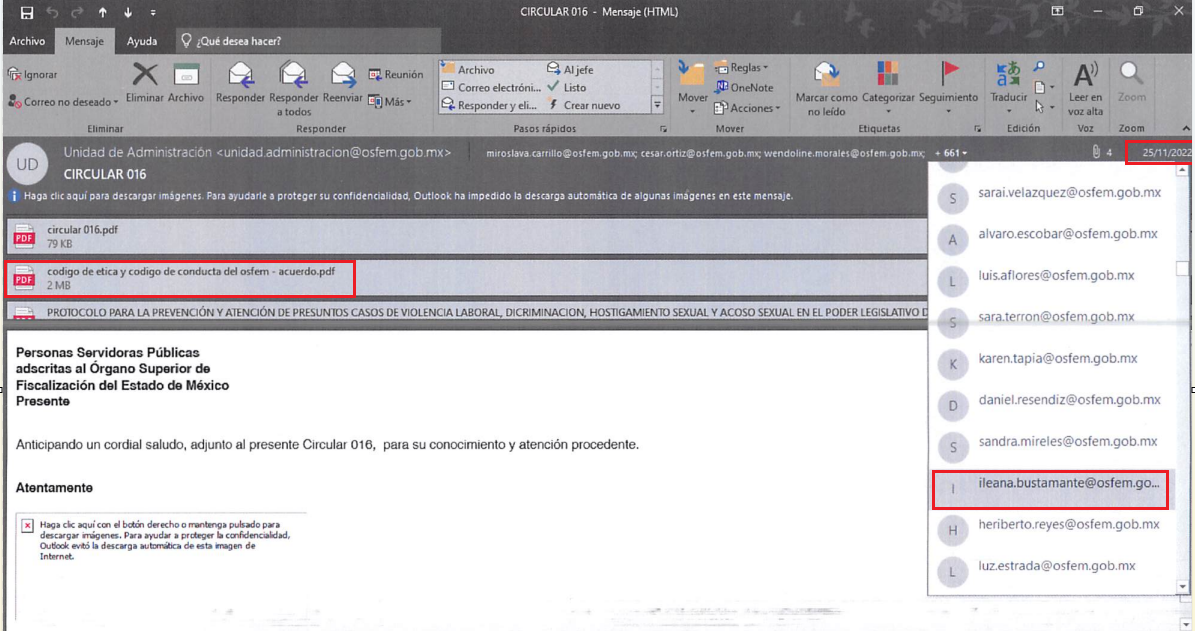 CIRCULAR 016 - Mensaje (HTML)
Archivo Mensaje Ayuda ¿Qué desea hacer?
Ignorar
Correo no deseado
Eliminar Archivo
Eliminar
Responder Responder a todos Reenviar
Reunión
Más
Responder
Archivo Al jefe
Correo electróni... Listo
Responder y eli... Crear nuevo
Pasos rápidos
Mover
Reglas
OneNote
Acciones
Mover
Marcar como no leído Categorizar Seguimiento
Etiquetas
Traducir
Edición
Leer en voz alta
Voz
Zoom
Zoom
UD
Unidad de Administración <unidad.administracion@osfem.gob.mx>
miroslava.carrillo@osfem.gob.mx; cesar.ortiz@osfem.gob.mx; wendoline.morales@osfem.gob.mx; + 661
4
25/11/2022
CIRCULAR 016
Haga clic aquí para descargar imágenes. Para ayudarle a proteger su confidencialidad, Outlook ha impedido la descarga automática de algunas imágenes en este mensaje.
PDF circular 016.pdf
79 KB
PDF codigo de etica y codigo de conducta del osfem - acuerdo.pdf
2 MB
PROTOCOLO PARA LA PREVENCIÓN Y ATENCIÓN DE PRESUNTOS CASOS DE VIOLENCIA LABORAL, DICRIMINACION, HOSTIGAMIENTO SEXUAL Y ACOSO SEXUAL EN EL PODER LEGISLATIVO D
S sarai.velazquez@osfem.gob.mx
A alvaro.escobar@osfem.gob.mx
L luis.aflores@osfem.gob.mx
S sara.terron@osfem.gob.mx
K karen.tapia@osfem.gob.mx
D daniel.resendiz@osfem.gob.mx
S sandra.mireles@osfem.gob.mx
I ileana.bustamante@osfem.go...
H heriberto.reyes@osfem.gob.mx
L luz.estrada@osfem.gob.mx
Personas Servidoras Públicas
adscritas al Órgano Superior de
Fiscalización del Estado de México
Presente
Anticipando un cordial saludo, adjunto al presente Circular 016, para su conocimiento y atención procedente.
Atentamente
Haga clic aquí con el botón derecho o mantenga pulsado para
descargar imágenes. Para ayudar a proteger la confidencialidad,
Outlook evitó la descarga automática de esta imagen de
Internet.